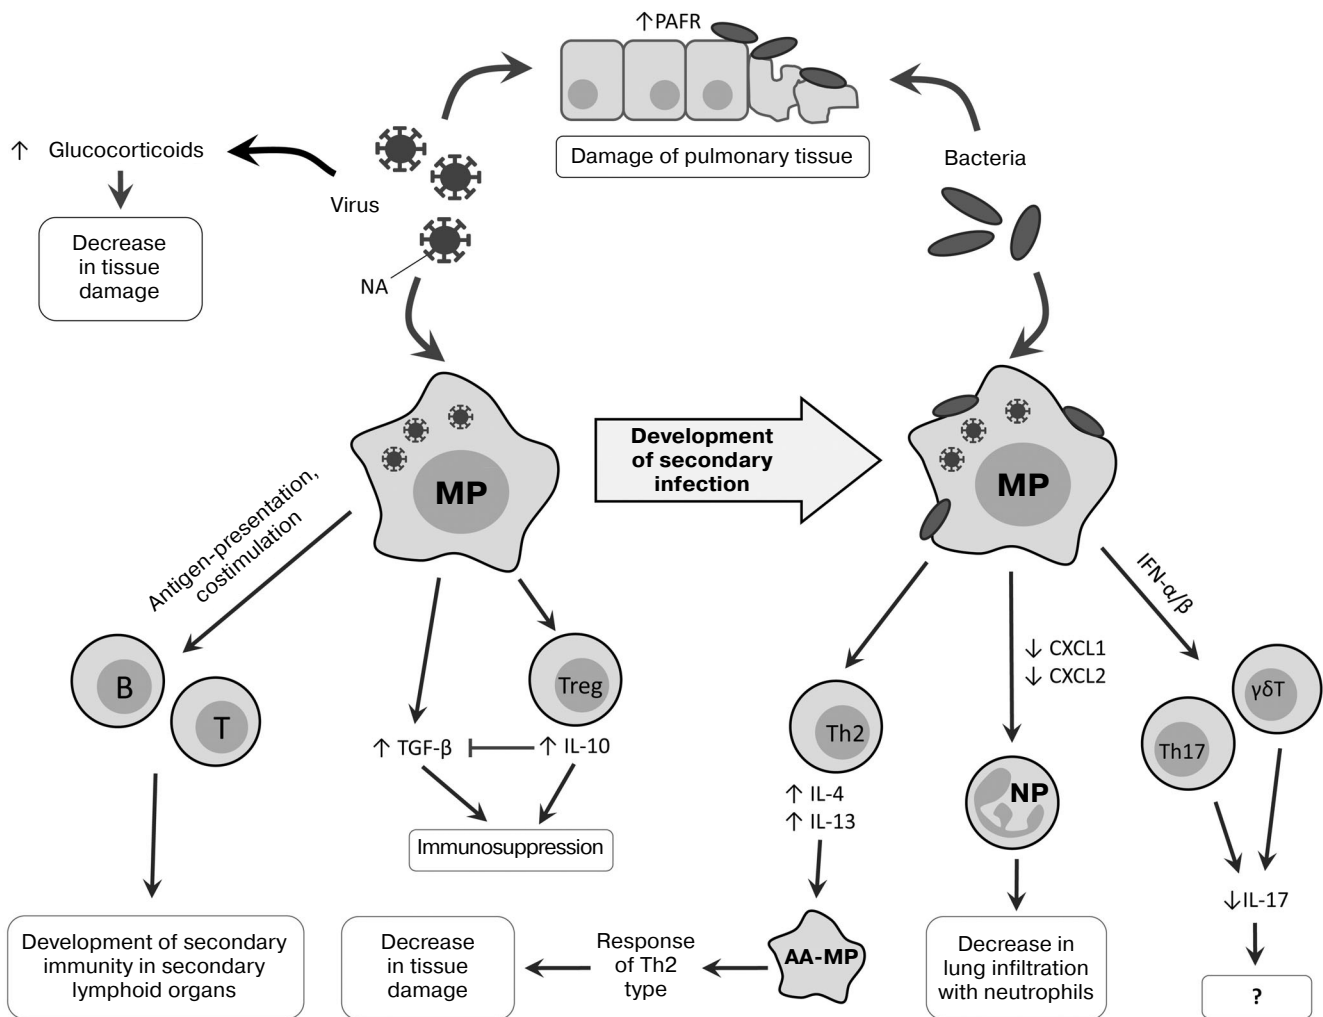 ↑PAFR
Damage of pulmonary tissue
↑ Glucocorticoids
Decrease
in tissue
damage
Virus
NA
Bacteria
MP
Development
of secondary
infection
MP
Antigen-presentation,
costimulation
IFN-α/β
B
T
Treg
↑ TGF-β
↑ IL-10
Immunosuppression
Th2
↑ IL-4
↑ IL-13
↓ CXCL1
↓ CXCL2
NP
γδT
Th17
↓IL-17
Development of secondary
immunity in secondary
lymphoid organs
Decrease
in tissue
damage
Response
of Th2
type
AA-MP
Decrease in
lung infiltration
with neutrophils
?